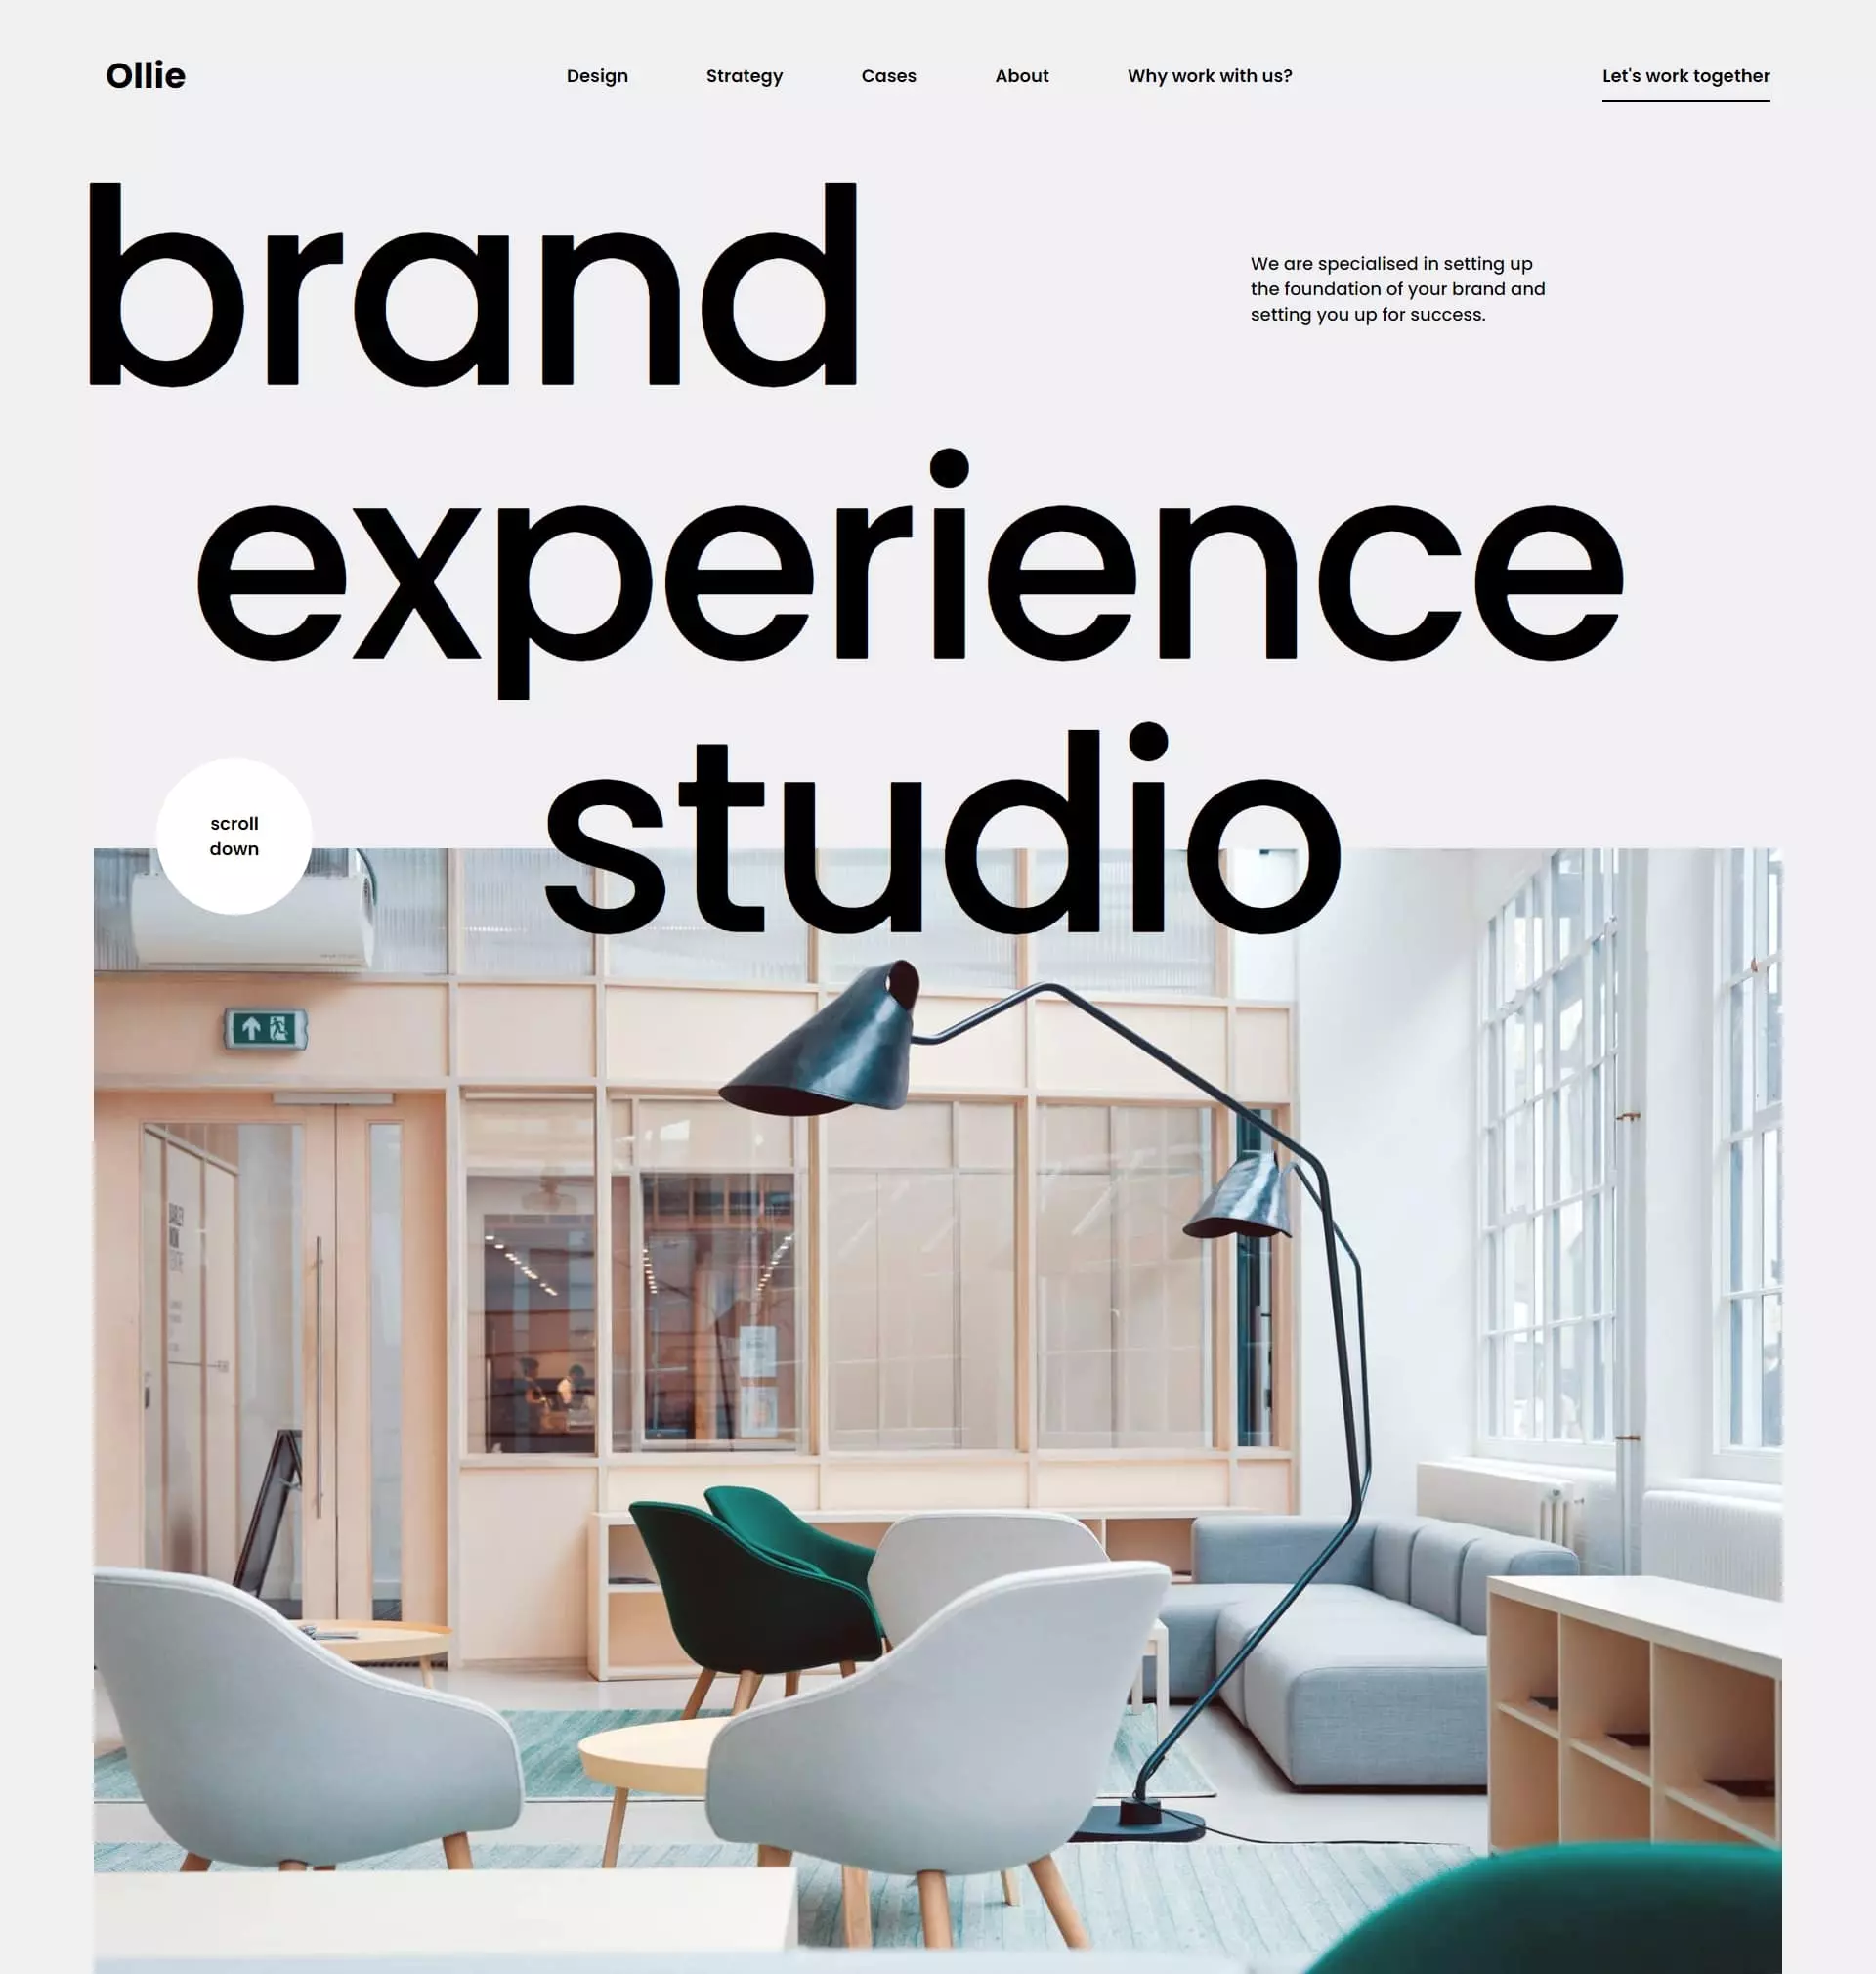 Ollie
Design
Strategy
Cases
About
Why work with us?
Let's work together
brand
We are specialised in setting up
the foundation of your brand and
setting you up for success.
experience
studio
scroll
down